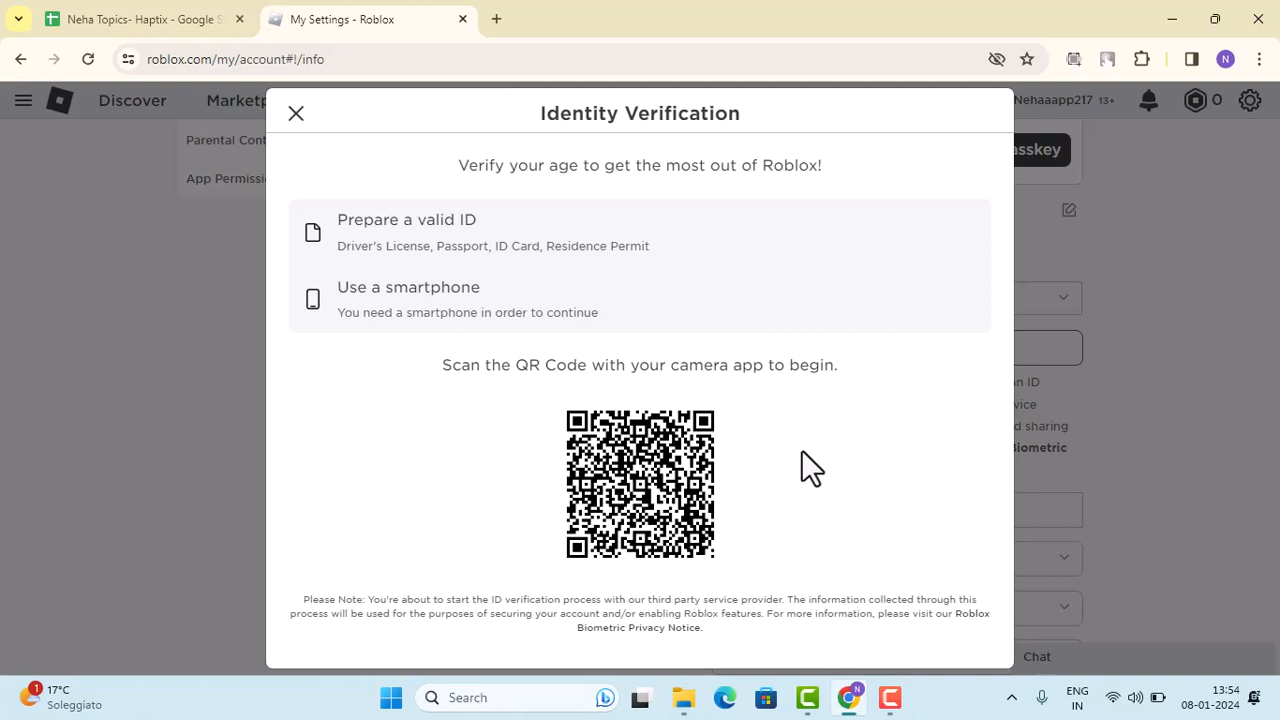 Neha Topics- Haptix - Google S
My Settings - Roblox
roblox.com/my/account#!/info
N
Discover
Marketp
Nehaaapp217 13+
0
Identity Verification
Parental Cont
asskey
App Permissi
Verify your age to get the most out of Roblox!
Prepare a valid ID
Driver's License, Passport, ID Card, Residence Permit
Use a smartphone
You need a smartphone in order to continue
Scan the QR Code with your camera app to begin.
an ID
vice
d sharing
Biometric
Please Note: You're about to start the ID verification process with our third party service provider. The information collected through this
process will be used for the purposes of securing your account and/or enabling Roblox features. For more information, please visit our Roblox
Biometric Privacy Notice.
Chat
1
17°C
Soleggiato
Search
N
ENG
IN
13:54
08-01-2024